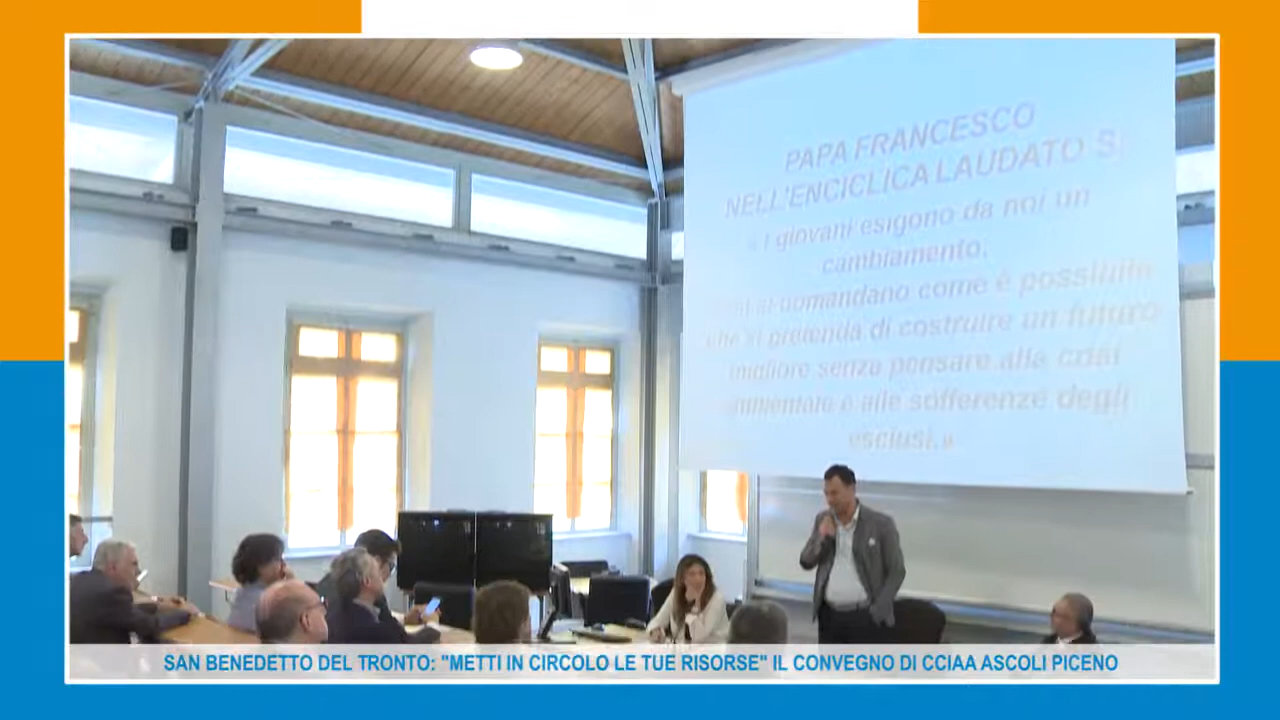 PAPA FRANCESCO
NELL'ENCICLICA LAUDATO S
I giovani esigono da noi un
cambiamento.
domandano come è possibile
che si pretenda di costruire un futuro
migliore senza pensare alla crisi
ambientale e alle sofferenze degli
esclusi.»
SAN BENEDETTO DEL TRONTO: "METTI IN CIRCOLO LE TUE RISORSE" IL CONVEGNO DI CCIAA ASCOLI PICENO